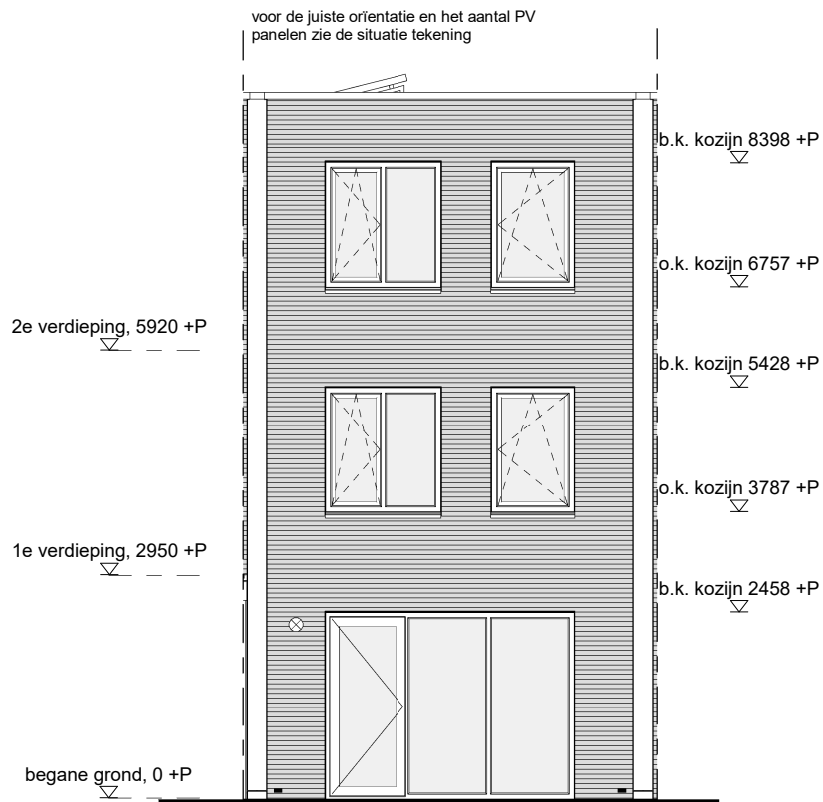 voor de juiste orïentatie en het aantal PV
panelen zie de situatie tekening
b.k. kozijn 8398 +P
o.k. kozijn 6757 +P
2e verdieping, 5920 +P
b.k. kozijn 5428 +P
o.k. kozijn 3787 +P
1e verdieping, 2950 +P
b.k. kozijn 2458 +P
begane grond, 0 +P